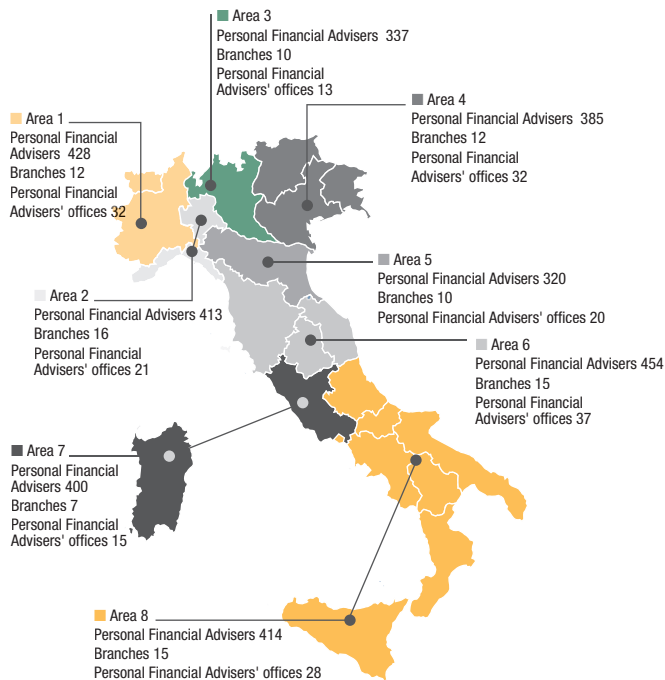 Area 3
Personal Financial Advisers 337
Branches 10
Personal Financial
Advisers' offices 13
Area 4
Personal Financial Advisers 385
Branches 12
Personal Financial
Advisers' offices 32
Area 1
Personal Financial
Advisers 428
Branches 12
Personal Financial
Advisers' offices 32
Area 5
Personal Financial Advisers 320
Branches 10
Personal Financial Advisers' offices 20
Area 2
Personal Financial Advisers 413
Branches 16
Personal Financial
Advisers' offices 21
Area 6
Personal Financial Advisers 454
Branches 15
Personal Financial
Advisers' offices 37
Area 7
Personal Financial
Advisers 400
Branches 7
Personal Financial
Advisers' offices 15
Area 8
Personal Financial Advisers 414
Branches 15
Personal Financial Advisers' offices 28